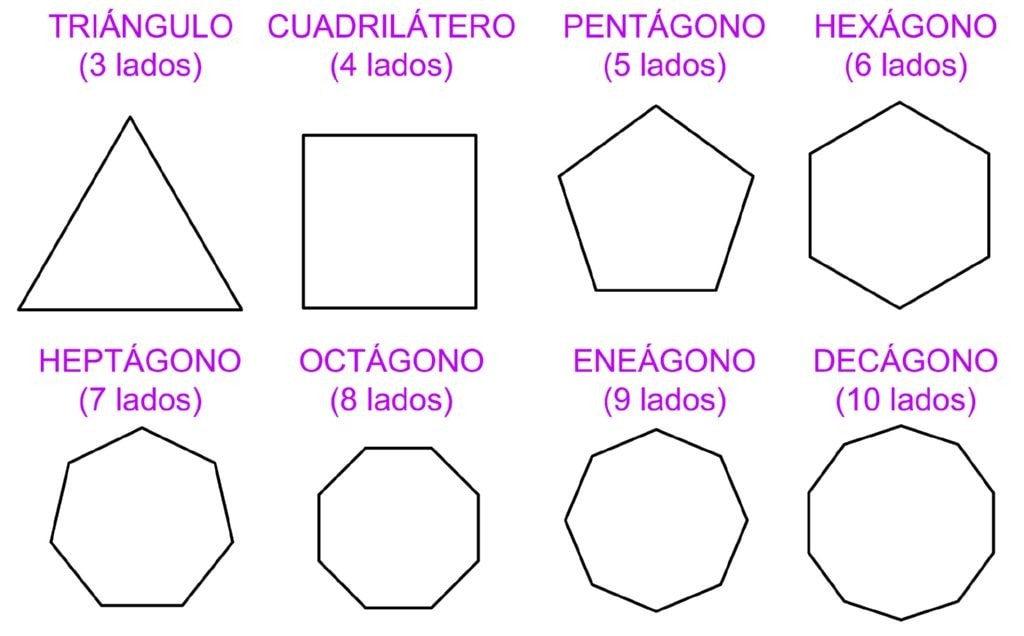 TRIÁNGULO
(3 lados)
CUADRILÁTERO
(4 lados)
PENTÁGONO
(5 lados)
HEXÁGONO
(6 lados)
HEPTÁGONO
(7 lados)
OCTÁGONO
(8 lados)
ENEÁGONO
(9 lados)
DECÁGONO
(10 lados)